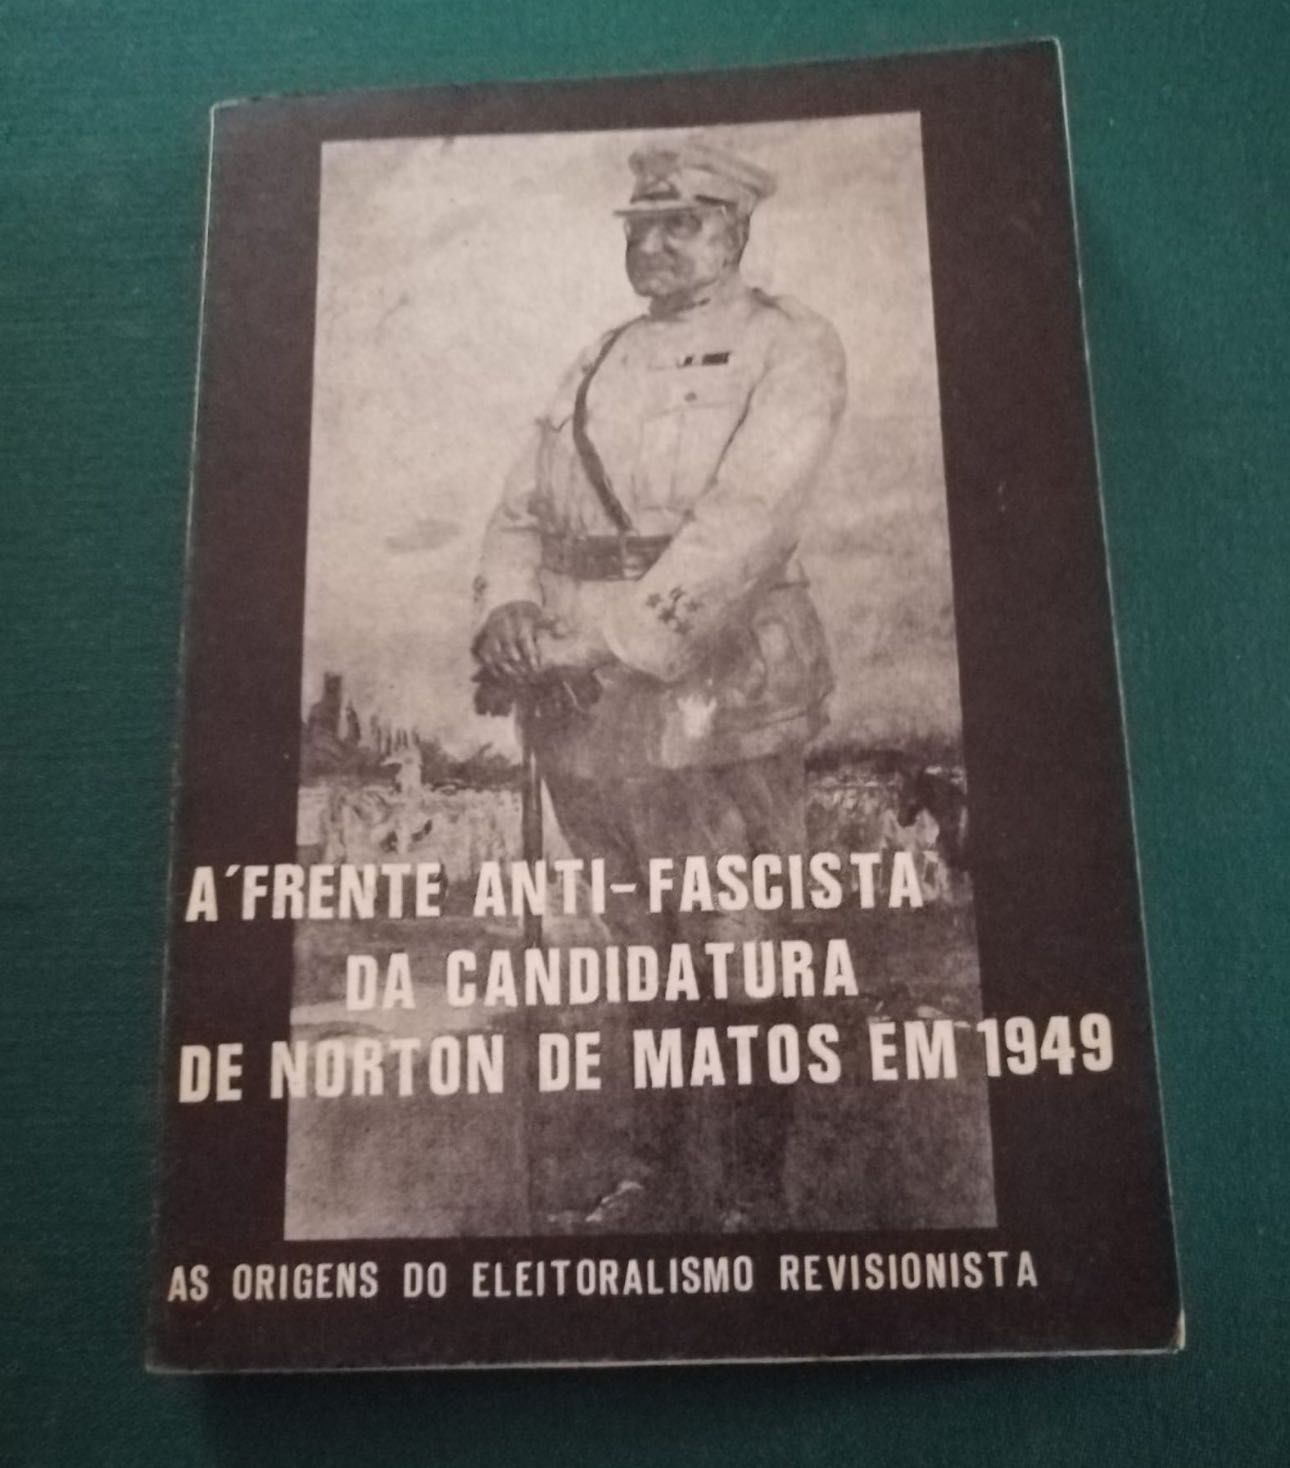 A´FRENTE ANTI-FASCISTA
DA CANDIDATURA
DE NORTON DE MATOS EM 1949
AS ORIGENS DO ELEITORALISMO REVISIONISTA